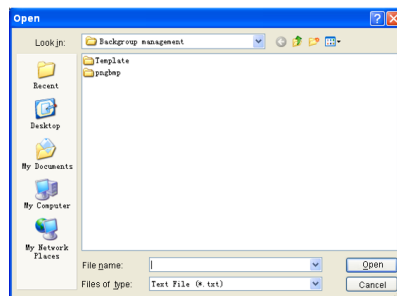 Open
Look in:
Backgroup management
Template
pngbmp
Recent
Desktop
My Documents
My Computer
My Network
Places
File name:
Open
Files of type:
Text File (*.txt)
Cancel